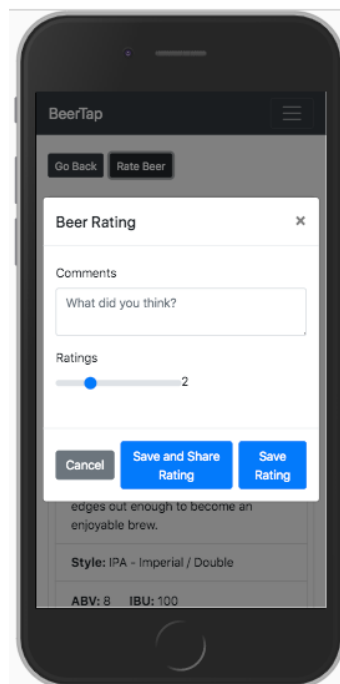 BeerTap
Go Back Rate Beer
Beer Rating ×
Comments
What did you think?
Ratings
2
Cancel Save and Share Rating Save Rating
edges out enough to become an
enjoyable brew.
Style: IPA - Imperial / Double
ABV: 8 IBU: 100